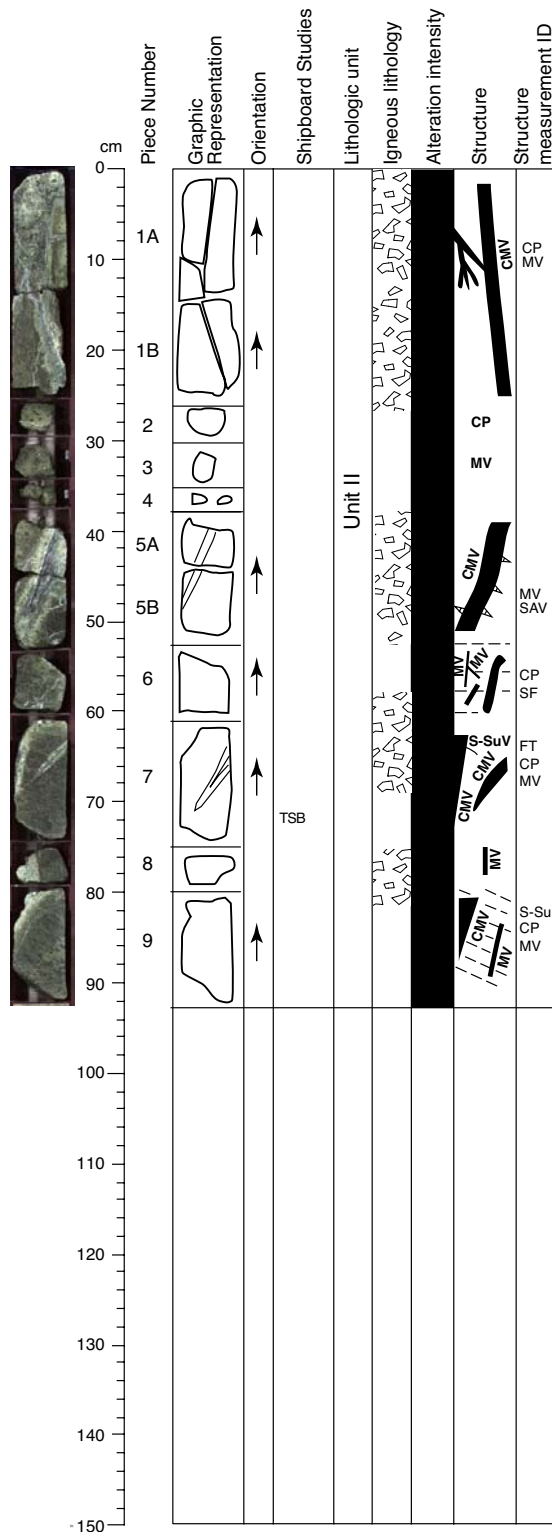 cm
Piece Number
Graphic
Representation
Orientation
Shipboard Studies
Lithologic unit
Igneous lithology
Alteration intensity
Structure
Structure
measurement ID
0
10
20
30
40
50
60
70
80
90
100
110
120
130
140
150
1A
1B
2
3
4
5A
5B
6
7
8
9
TSB
Unit II
CMV
CP
MV
CP
MV
CMV
MV
SAV
MV
MV
CP
SF
S-SuV
CMV
CMV
FT
CP
MV
MV
CMV
MV
S-Su
CP
MV